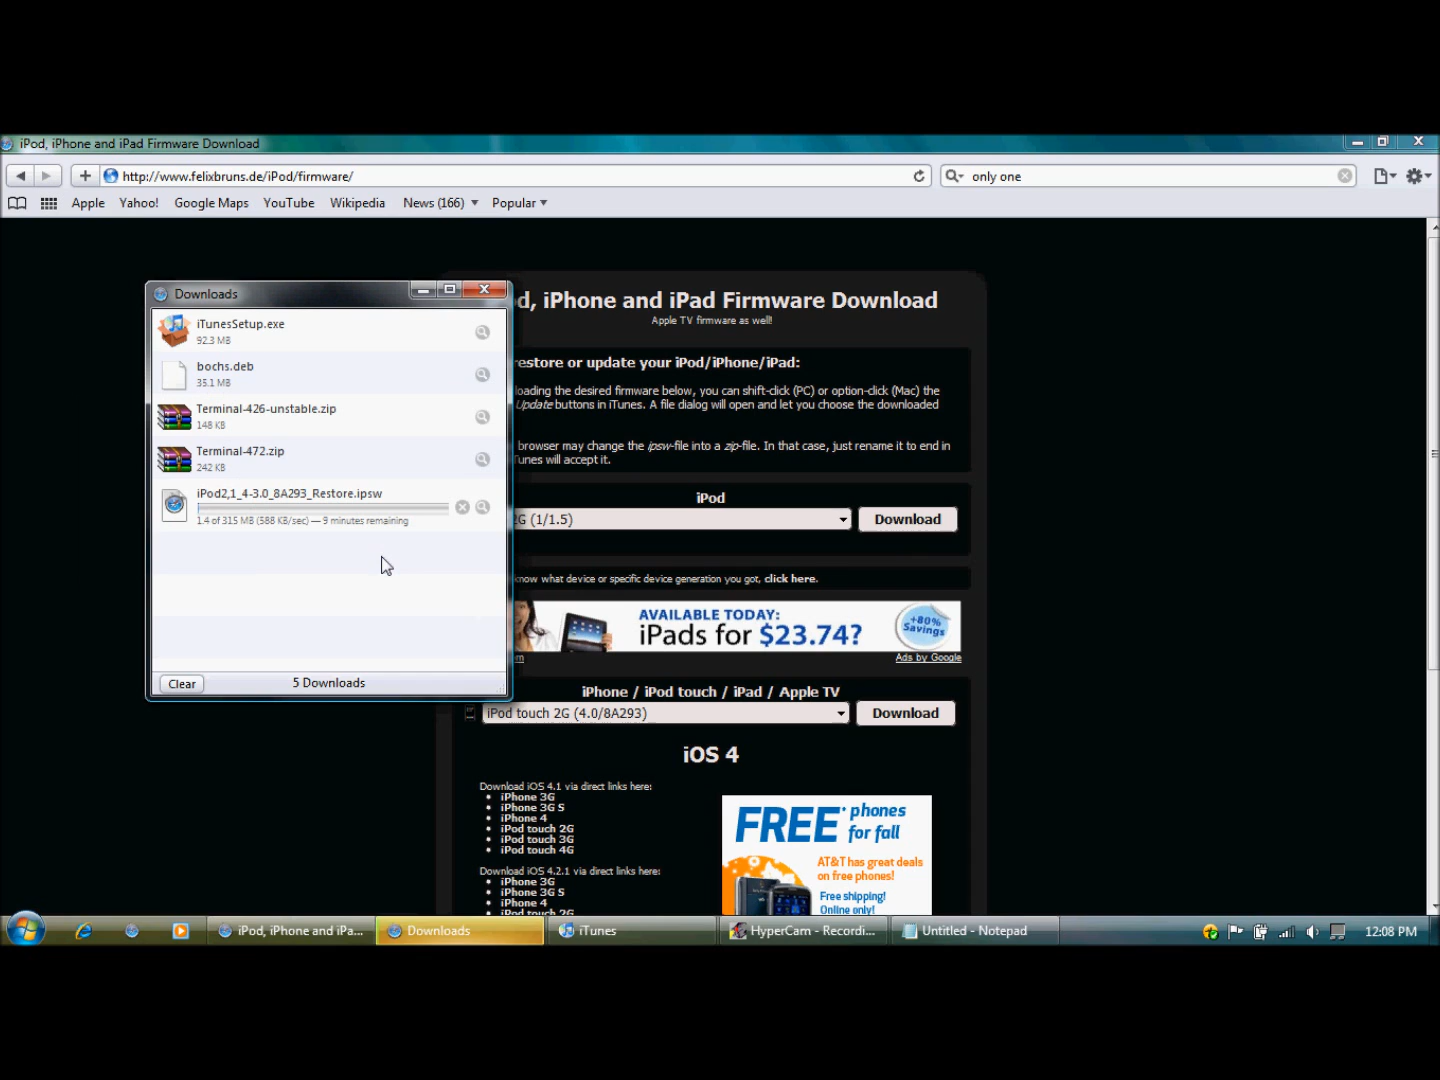 iPod, iPhone and iPad Firmware Download
http://www.felixbruns.de/iPod/firmware/
only one
Apple
Yahoo!
Google Maps
YouTube
Wikipedia
News (166)
Popular
Downloads
iTunesSetup.exe
92.3 MB
bochs.deb
35.1 MB
Terminal-426-unstable.zip
148 KB
Terminal-472.zip
242 KB
iPod2,1_4-3.0_8A293_Restore.ipsw
1.4 of 315 MB (588 KB/sec) — 9 minutes remaining
Clear
5 Downloads
d, iPhone and iPad Firmware Download
Apple TV firmware as well!
estore or update your iPod/iPhone/iPad:
loading the desired firmware below, you can shift-click (PC) or option-click (Mac) the
Update buttons in iTunes. A file dialog will open and let you choose the downloaded
browser may change the ipsw-file into a zip-file. In that case, just rename it to end in
Tunes will accept it.
iPod
2G (1/1.5)
Download
know what device or specific device generation you got, click here.
AVAILABLE TODAY:
iPads for $23.74?
+80%
Savings
Ads by Google
iPhone / iPod touch / iPad / Apple TV
iPod touch 2G (4.0/8A293)
Download
iOS 4
Download iOS 4.1 via direct links here:
• iPhone 3G
• iPhone 3G S
• iPhone 4
• iPod touch 2G
• iPod touch 3G
• iPod touch 4G
Download iOS 4.2.1 via direct links here:
• iPhone 3G
• iPhone 3G S
• iPhone 4
• iPod touch 2G
FREE* phones
for fall
AT&T has great deals
on free phones!
Free shipping!
Online only!
iPod, iPhone and iPa...
Downloads
iTunes
HyperCam - Recordi...
Untitled - Notepad
12:08 PM